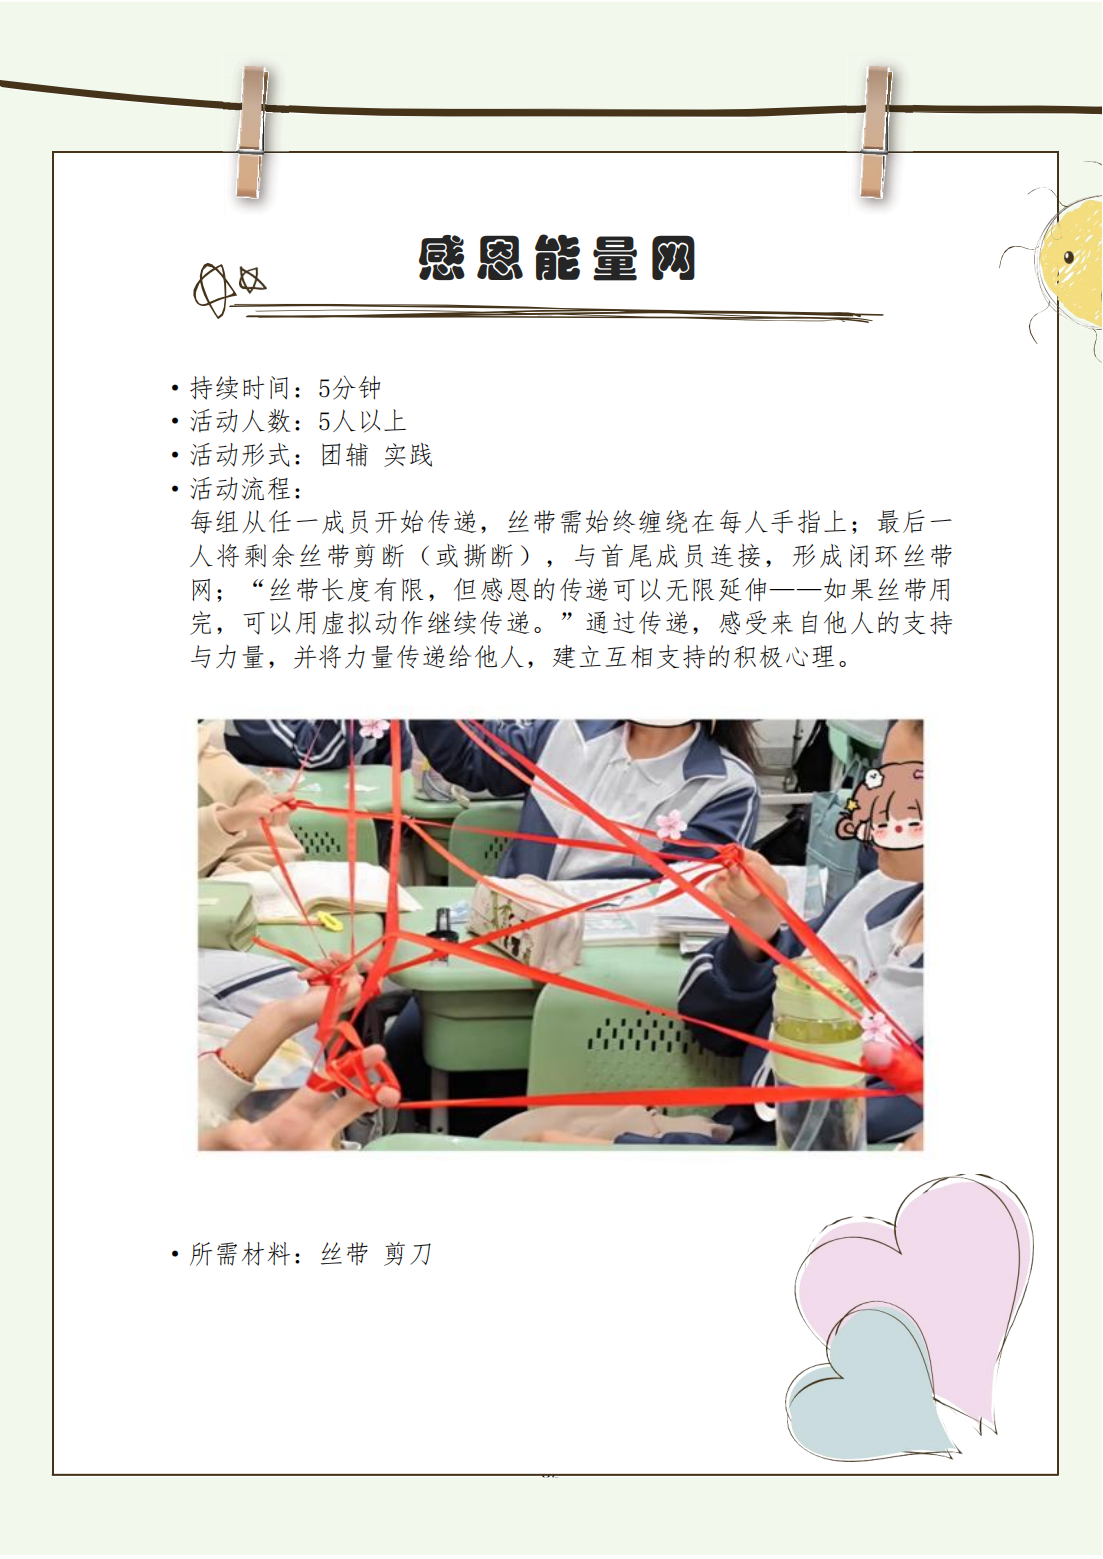 感恩能量网
• 持续时间：5分钟
• 活动人数：5人以上
• 活动形式：团辅 实践
• 活动流程：
每组从任一成员开始传递，丝带需始终缠绕在每人手指上；最后一
人将剩余丝带剪断（或撕断），与首尾成员连接，形成闭环丝带
网；“丝带长度有限，但感恩的传递可以无限延伸——如果丝带用
完，可以用虚拟动作继续传递。”通过传递，感受来自他人的支持
与力量，并将力量传递给他人，建立互相支持的积极心理。
• 所需材料：丝带 剪刀